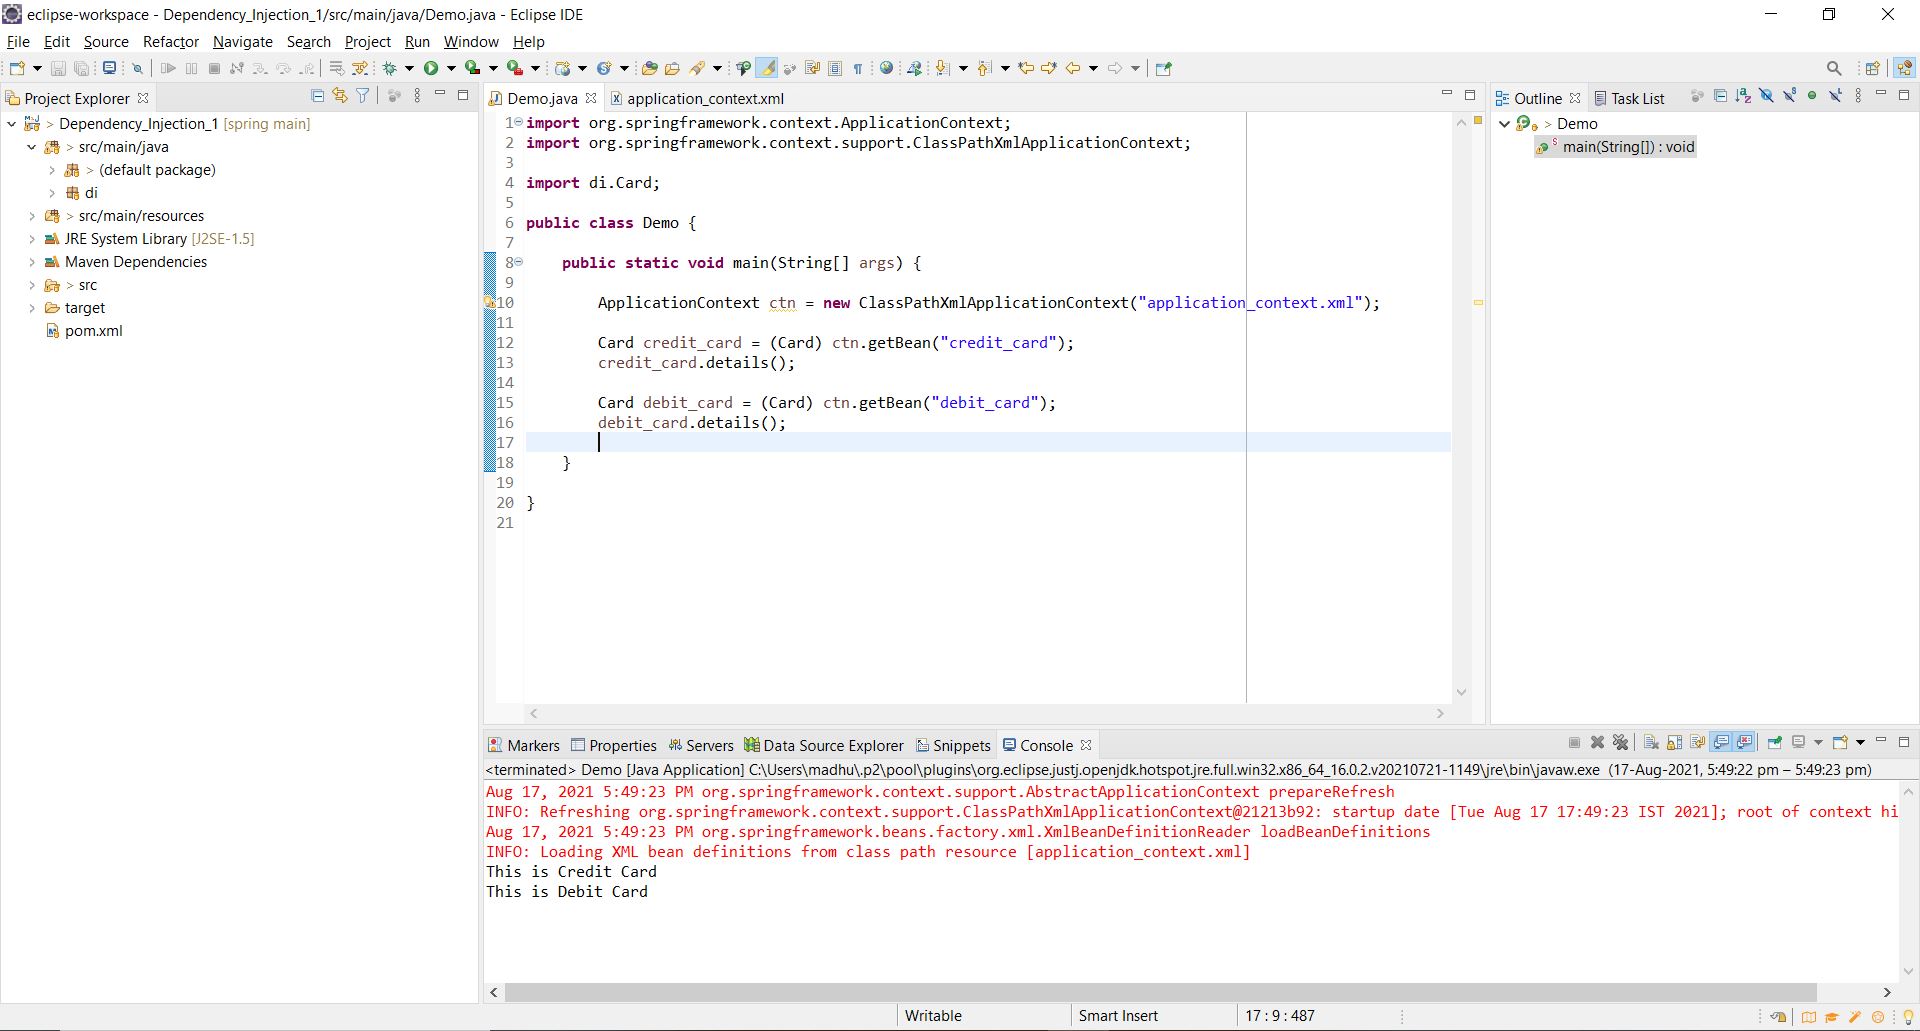 eclipse-workspace - Dependency_Injection_1/src/main/java/Demo.java - Eclipse IDE
File Edit Source Refactor Navigate Search Project Run Window Help
Project Explorer
Dependency_Injection_1 [spring main]
src/main/java
(default package)
di
src/main/resources
JRE System Library [J2SE-1.5]
Maven Dependencies
src
target
pom.xml
Demo.java application_context.xml
1 import org.springframework.context.ApplicationContext;
2 import org.springframework.context.support.ClassPathXmlApplicationContext;
3
4 import di.Card;
5
6 public class Demo {
7
8 public static void main(String[] args) {
9
10 ApplicationContext ctn = new ClassPathXmlApplicationContext("application_context.xml");
11
12 Card credit_card = (Card) ctn.getBean("credit_card");
13 credit_card.details();
14
15 Card debit_card = (Card) ctn.getBean("debit_card");
16 debit_card.details();
17
18 }
19
20 }
21
Outline Task List
> Demo
main(String[]) : void
Markers Properties Servers Data Source Explorer Snippets Console
<terminated> Demo [Java Application] C:\Users\madhu\.p2\pool\plugins\org.eclipse.justj.openjdk.hotspot.jre.full.win32.x86_64_16.0.2.v20210721-1149\jre\bin\javaw.exe (17-Aug-2021, 5:49:22 pm – 5:49:23 pm)
Aug 17, 2021 5:49:23 PM org.springframework.context.support.AbstractApplicationContext prepareRefresh
INFO: Refreshing org.springframework.context.support.ClassPathXmlApplicationContext@21213b92: startup date [Tue Aug 17 17:49:23 IST 2021]; root of context hi
Aug 17, 2021 5:49:23 PM org.springframework.beans.factory.xml.XmlBeanDefinitionReader loadBeanDefinitions
INFO: Loading XML bean definitions from class path resource [application_context.xml]
This is Credit Card
This is Debit Card
Writable Smart Insert 17 : 9 : 487